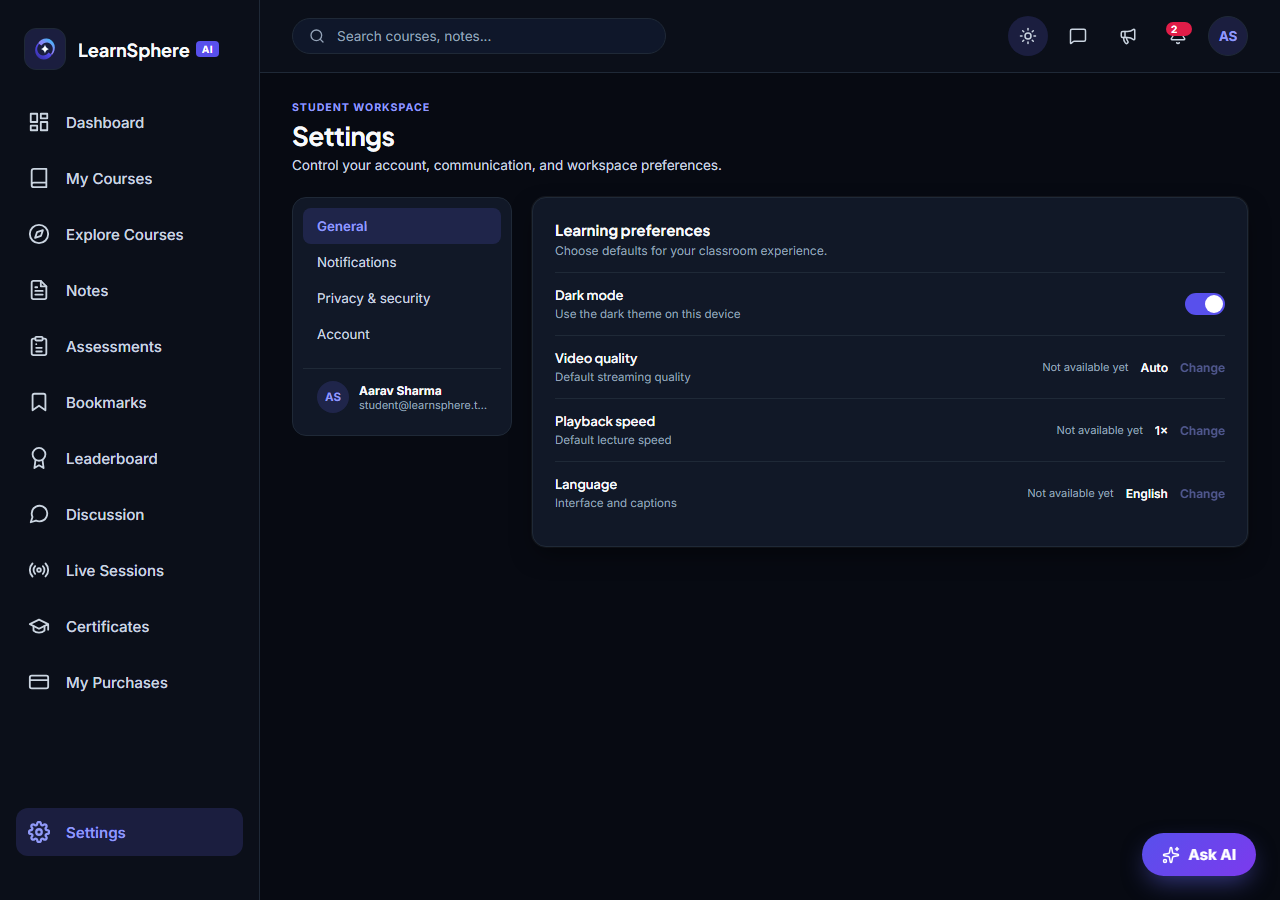 LearnSphere AI
Search courses, notes...
2
AS
Dashboard
My Courses
Explore Courses
Notes
Assessments
Bookmarks
Leaderboard
Discussion
Live Sessions
Certificates
My Purchases
Settings
STUDENT WORKSPACE
Settings
Control your account, communication, and workspace preferences.
General
Notifications
Privacy & security
Account
AS
Aarav Sharma
student@learnsphere.t...
Learning preferences
Choose defaults for your classroom experience.
Dark mode
Use the dark theme on this device
Video quality
Default streaming quality
Not available yet Auto Change
Playback speed
Default lecture speed
Not available yet 1× Change
Language
Interface and captions
Not available yet English Change
Ask AI